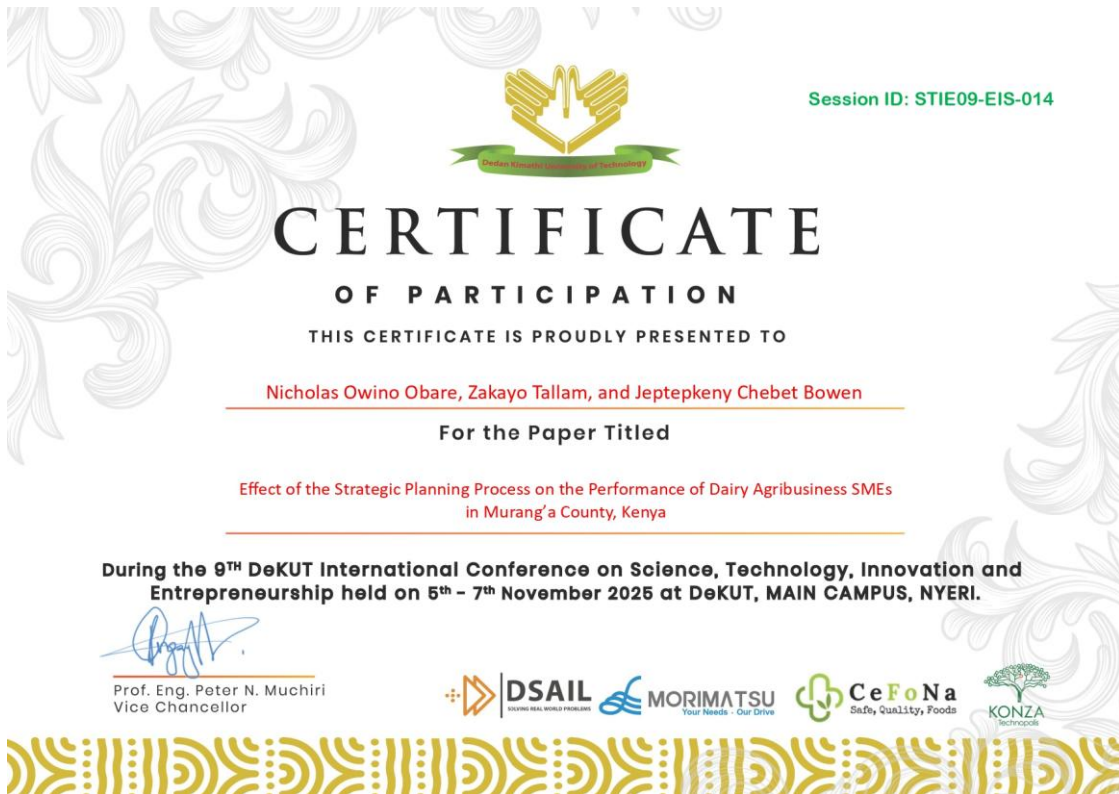 Session ID: STIE09-EIS-014
Dedan Kimathi University of Technology
CERTIFICATE
OF PARTICIPATION
THIS CERTIFICATE IS PROUDLY PRESENTED TO
Nicholas Owino Obare, Zakayo Tallam, and Jeptepkeny Chebet Bowen
For the Paper Titled
Effect of the Strategic Planning Process on the Performance of Dairy Agribusiness SMEs
in Murang’a County, Kenya
During the 9TH DeKUT International Conference on Science, Technology, Innovation and
Entrepreneurship held on 5th - 7th November 2025 at DeKUT, MAIN CAMPUS, NYERI.
Prof. Eng. Peter N. Muchiri
Vice Chancellor
DSAIL
SOLVING REAL WORLD PROBLEMS
MORIMATSU
Your Needs - Our Drive
CeFoNa
Safe, Quality, Foods
KONZA
Technopolis